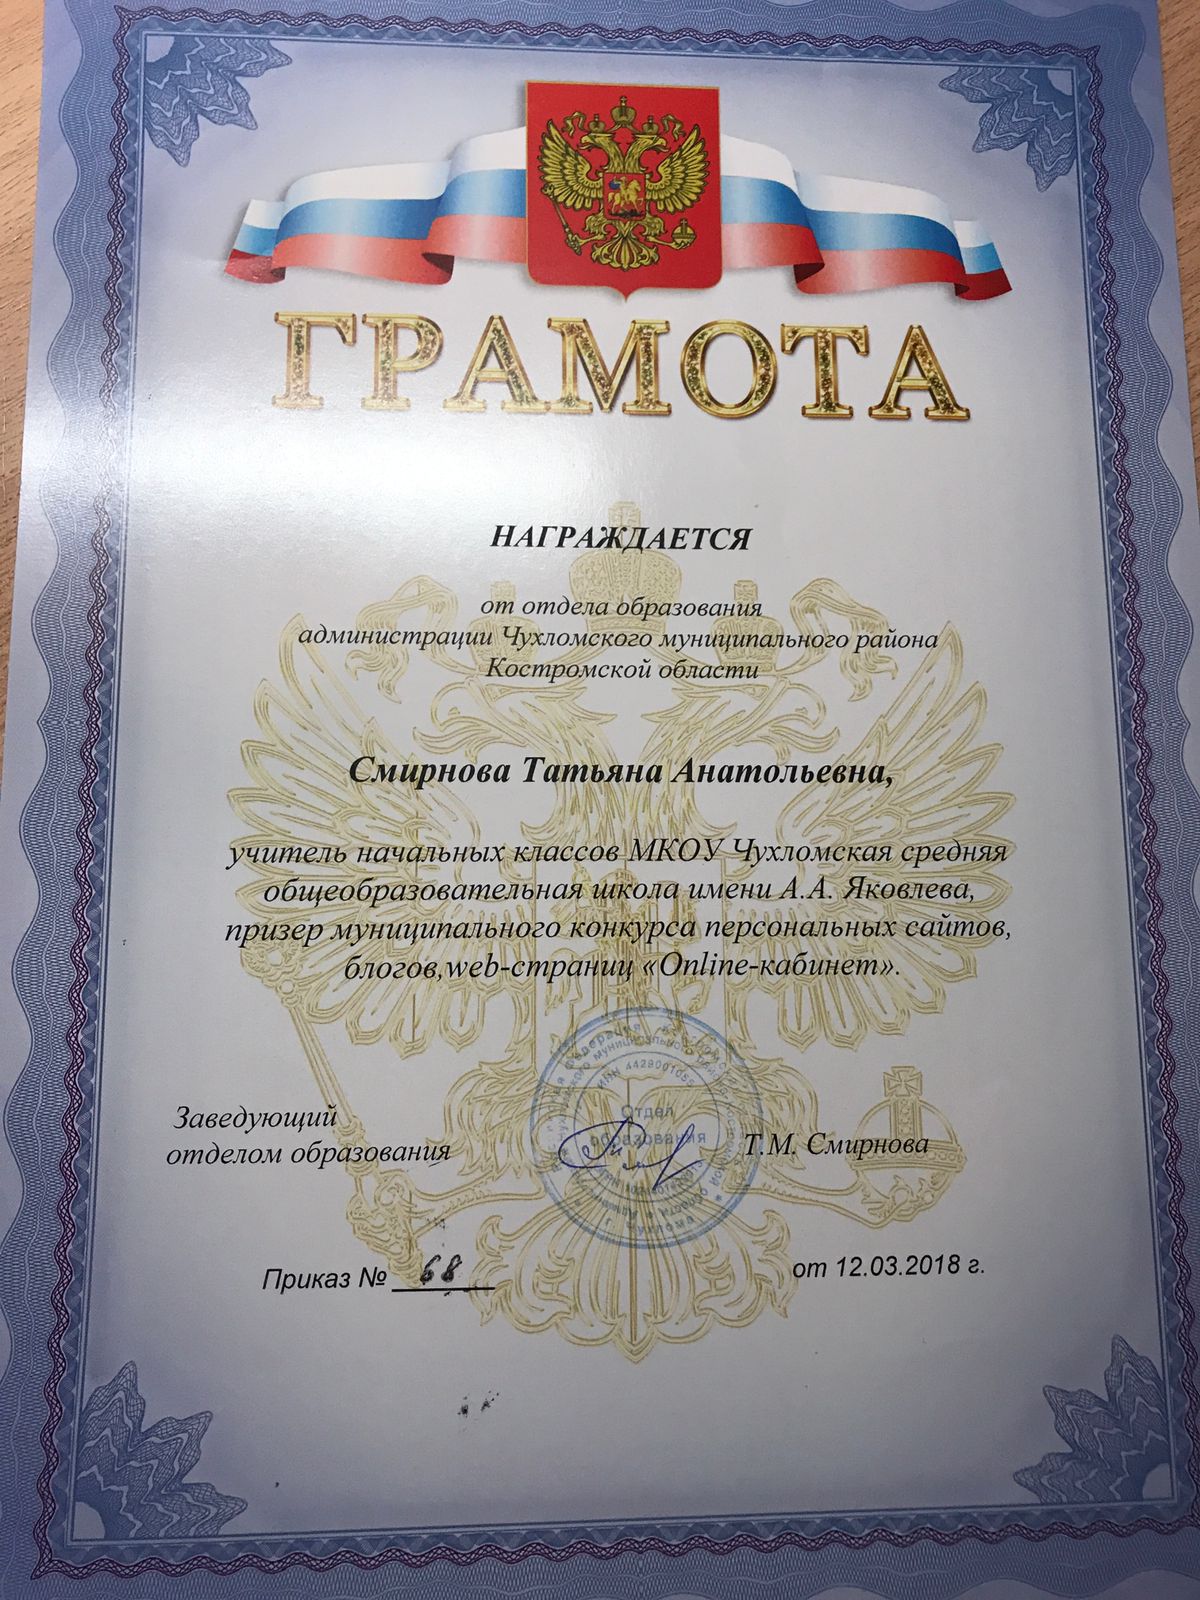 ГРАМОТА
НАГРАЖДАЕТСЯ
от отдела образования
администрации Чухломского муниципального района
Костромской области
Смирнова Татьяна Анатольевна,
учитель начальных классов МКОУ Чухломская средняя
общеобразовательная школа имени А.А. Яковлева,
призер муниципального конкурса персональных сайтов,
блогов,web-страниц «Online-кабинет».
Заведующий
отделом образования
Т.М. Смирнова
Отдел
образования
Приказ № 68
от 12.03.2018 г.